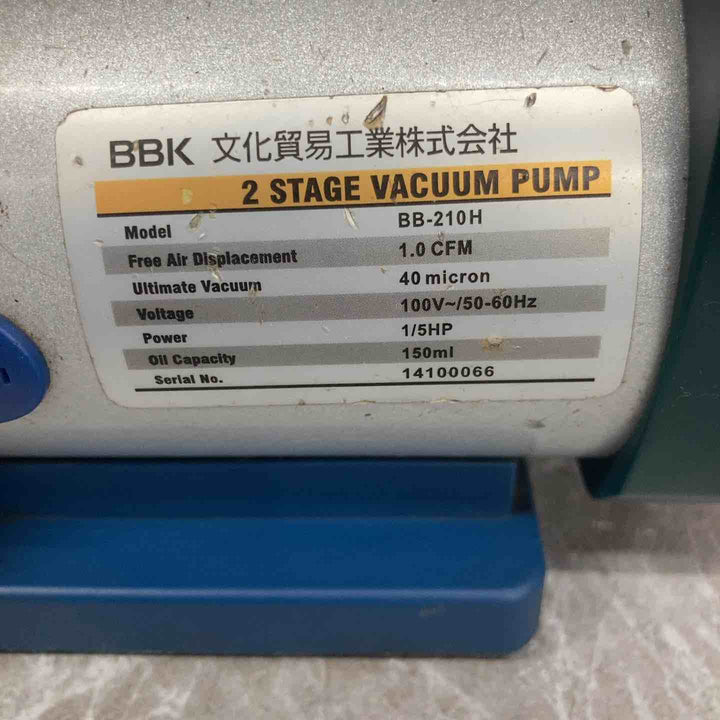 BBK 文化貿易工業株式会社
2 STAGE VACUUM PUMP
Model BB-210H
Free Air Displacement 1.0 CFM
Ultimate Vacuum 40 micron
Voltage 100V~/50-60Hz
Power 1/5HP
Oil Capacity 150ml
Serial No. 14100066